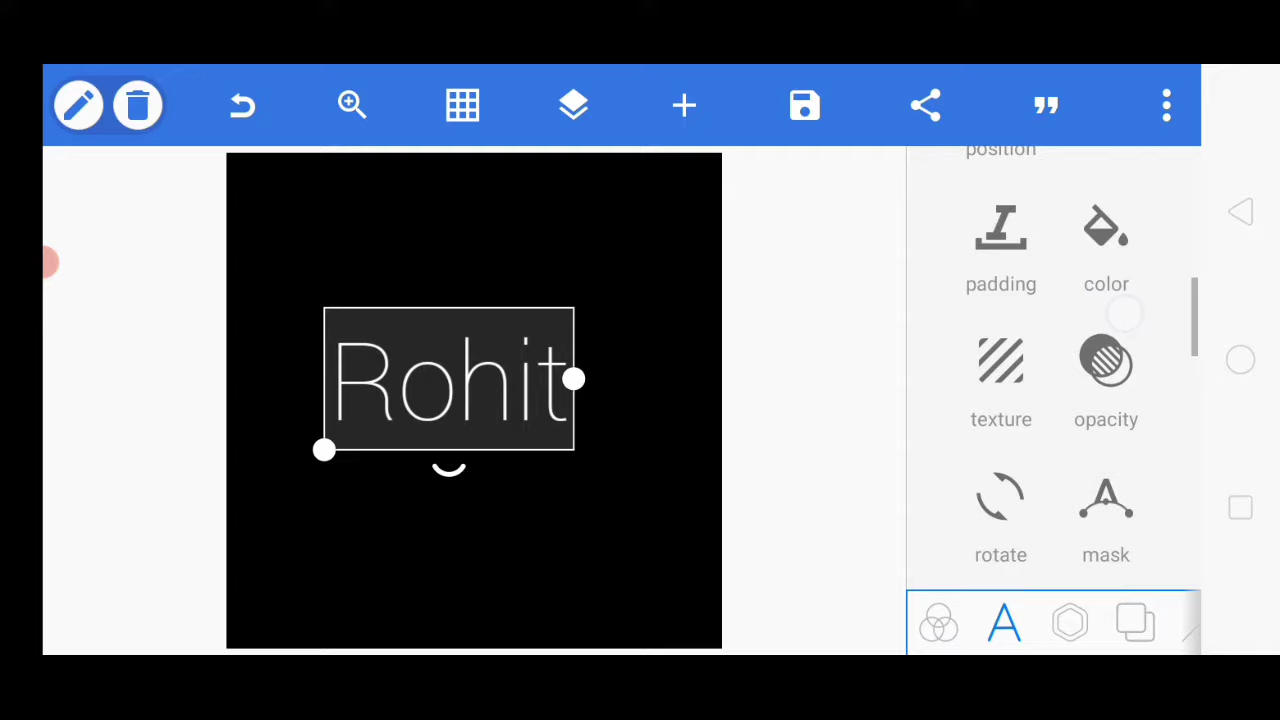 position
Rohit
padding color
texture opacity
rotate mask